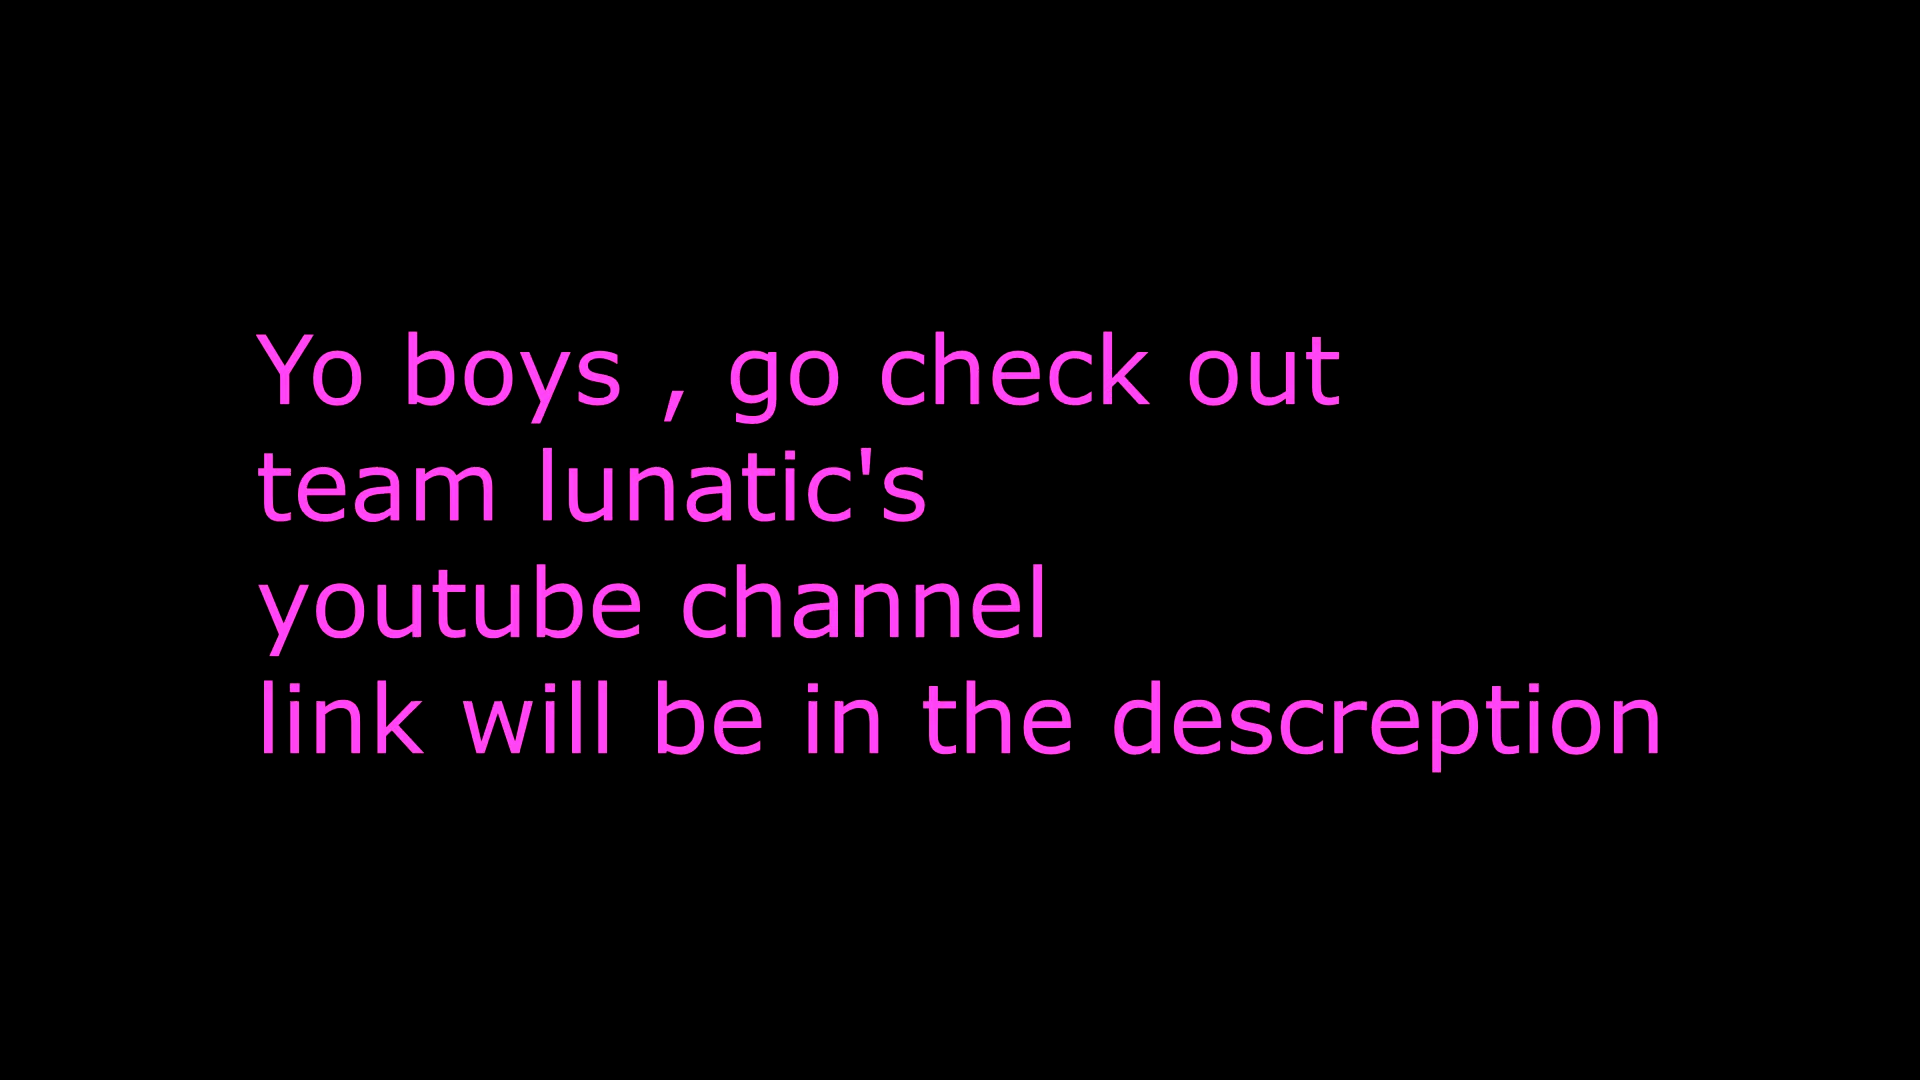 Yo boys , go check out
team lunatic's
youtube channel
link will be in the descreption